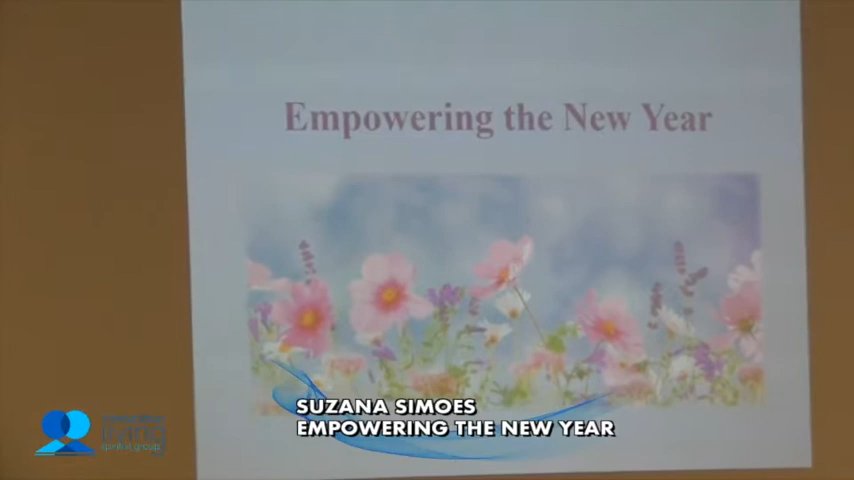 Empowering the New Year
SUZANA SIMOES
EMPOWERING THE NEW YEAR